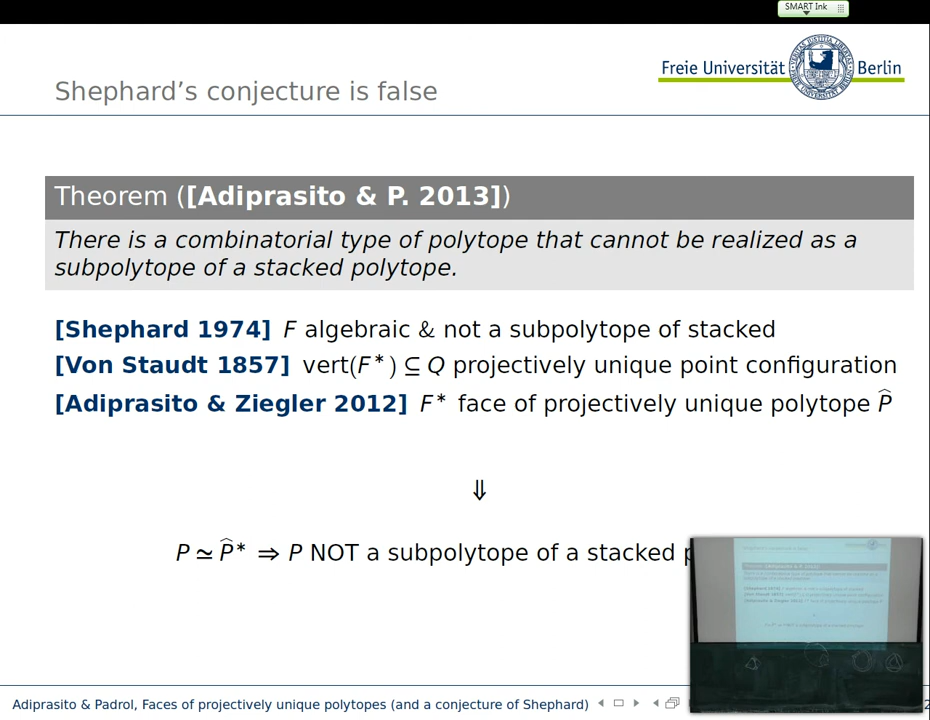 SMART Ink
Freie Universität Berlin
Shephard's conjecture is false
Theorem ([Adiprasito & P. 2013])
There is a combinatorial type of polytope that cannot be realized as a
subpolytope of a stacked polytope.
[Shephard 1974] F algebraic & not a subpolytope of stacked
[Von Staudt 1857] vert(F*) ⊆ Q projectively unique point configuration
[Adiprasito & Ziegler 2012] F* face of projectively unique polytope P̂
⇓
P ≃ P̂* ⇒ P NOT a subpolytope of a stacked p
Adiprasito & Padrol, Faces of projectively unique polytopes (and a conjecture of Shephard)